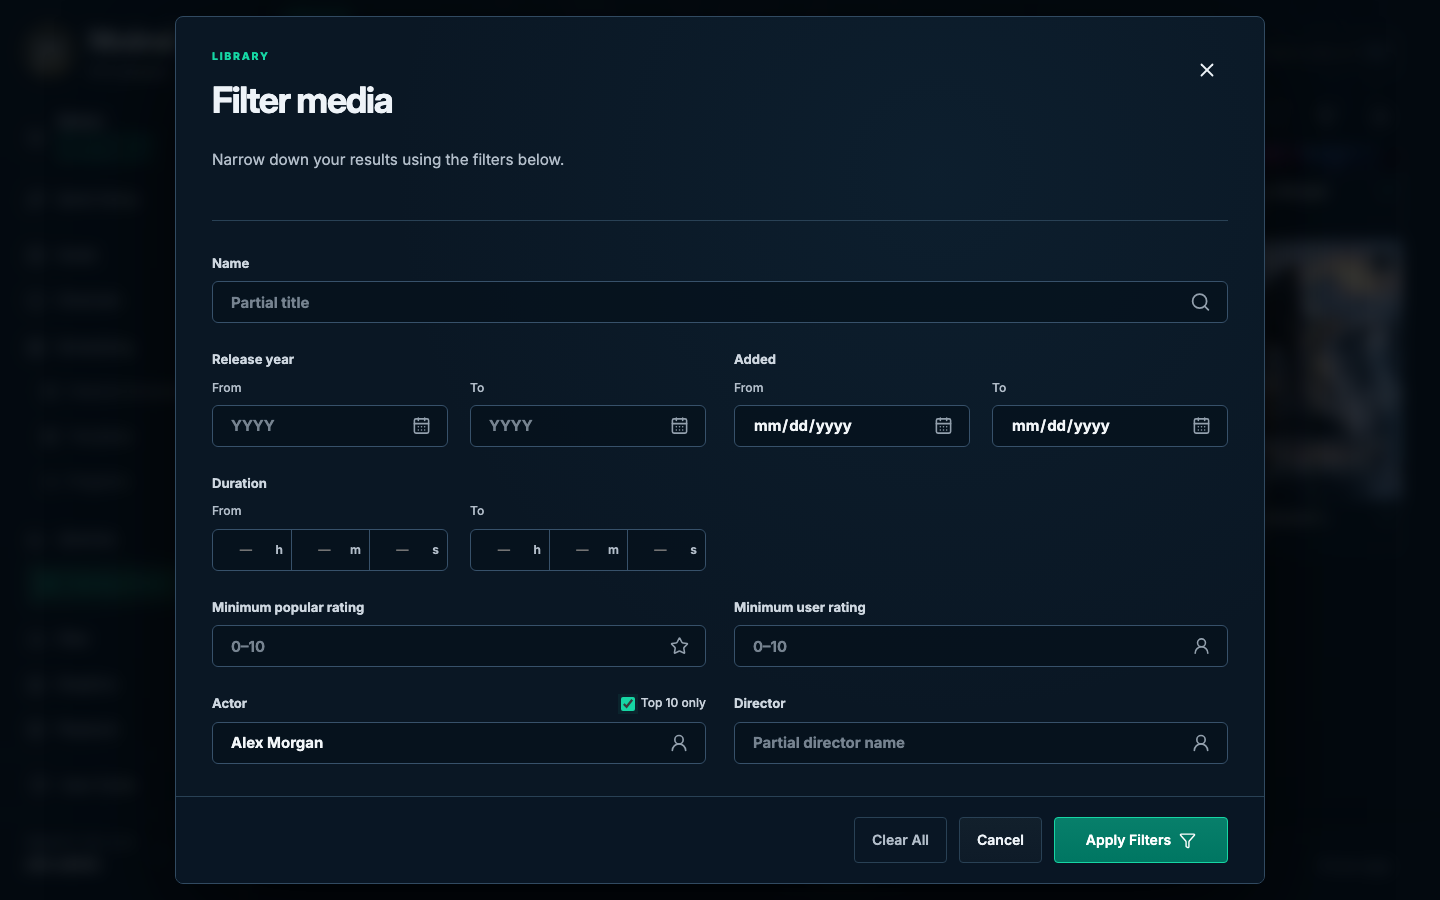 LIBRARY
Filter media
Narrow down your results using the filters below.
Name
Partial title
Release year
Added
From
To
From
To
YYYY
YYYY
mm/dd/yyyy
mm/dd/yyyy
Duration
From
To
— h — m — s
— h — m — s
Minimum popular rating
Minimum user rating
0–10
0–10
Actor
Top 10 only
Director
Alex Morgan
Partial director name
Clear All
Cancel
Apply Filters